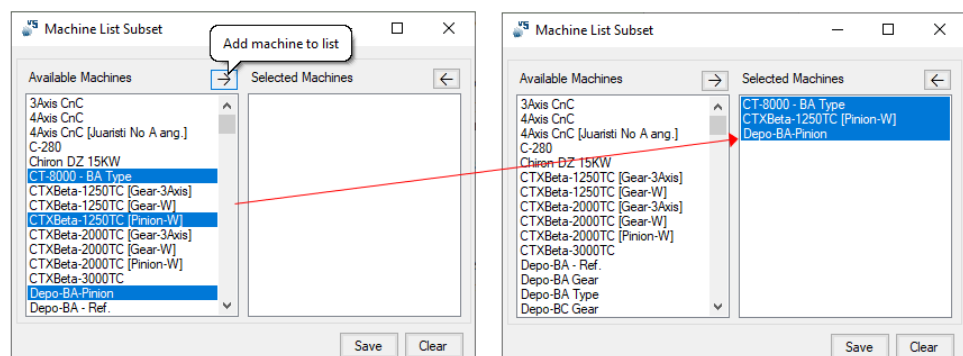 Machine List Subset
Add machine to list
Available Machines
Selected Machines
3Axis CnC
4Axis CnC
4Axis CnC [Juaristi No A ang.]
C-280
Chiron DZ 15KW
CT-8000 - BA Type
CTXBeta-1250TC [Gear-3Axis]
CTXBeta-1250TC [Gear-W]
CTXBeta-1250TC [Pinion-W]
CTXBeta-2000TC [Gear-3Axis]
CTXBeta-2000TC [Gear-W]
CTXBeta-2000TC [Pinion-W]
CTXBeta-3000TC
Depo-BA-Pinion
Depo-BA - Ref.
Save
Clear
Machine List Subset
Available Machines
Selected Machines
3Axis CnC
4Axis CnC
4Axis CnC [Juaristi No A ang.]
C-280
Chiron DZ 15KW
CTXBeta-1250TC [Gear-3Axis]
CTXBeta-1250TC [Gear-W]
CTXBeta-2000TC [Gear-3Axis]
CTXBeta-2000TC [Gear-W]
CTXBeta-2000TC [Pinion-W]
CTXBeta-3000TC
Depo-BA - Ref.
Depo-BA Gear
Depo-BA Type
Depo-BC Gear
CT-8000 - BA Type
CTXBeta-1250TC [Pinion-W]
Depo-BA-Pinion
Save
Clear